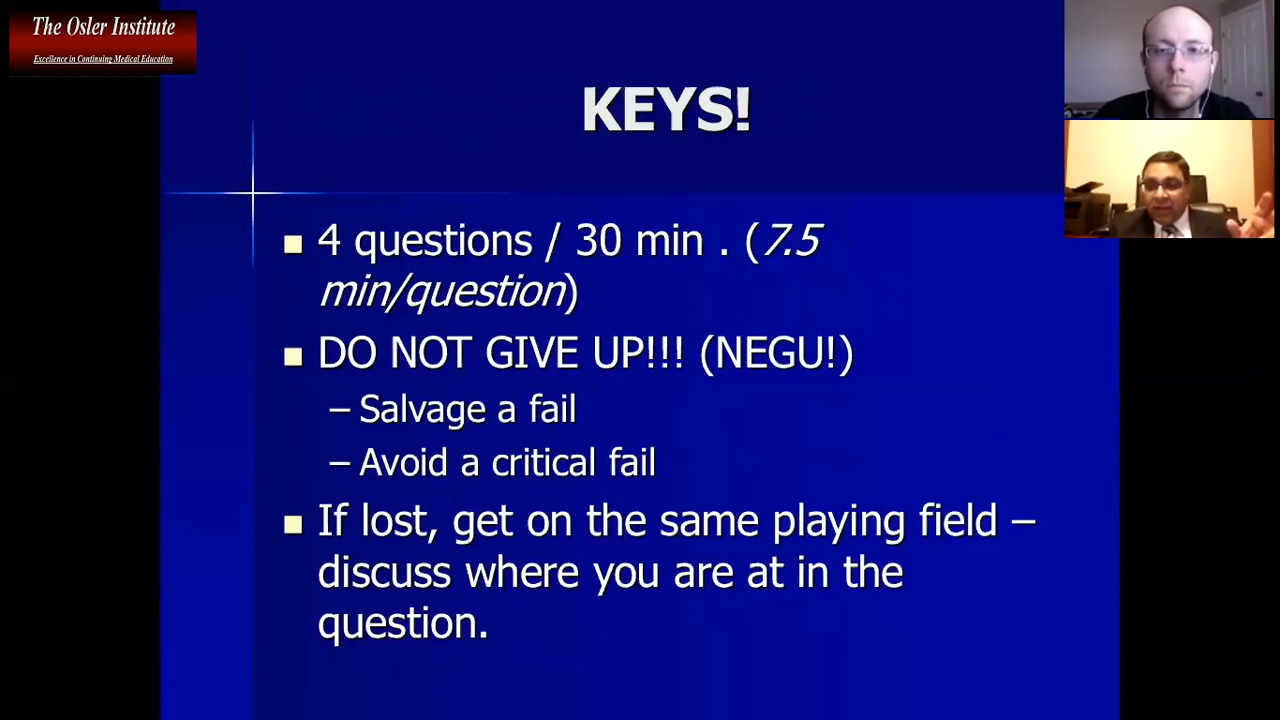 The Osler Institute
Excellence in Continuing Medical Education
KEYS!
4 questions / 30 min . (7.5
min/question)
DO NOT GIVE UP!!! (NEGU!)
– Salvage a fail
– Avoid a critical fail
If lost, get on the same playing field –
discuss where you are at in the
question.